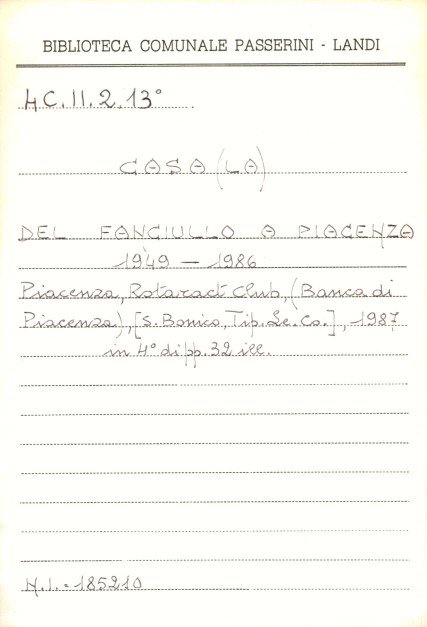 BIBLIOTECA COMUNALE PASSERINI - LANDI
4C.II.2.13°
CASA (LA)
DEL FANCIULLO A PIACENZA
1949 - 1986
Piacenza, Rotaract Club, (Banca di
Piacenza), [S. Bonico, Tip. Le. Co.], 1987
in 4° di pp. 32 ill.
N.I. = 185210